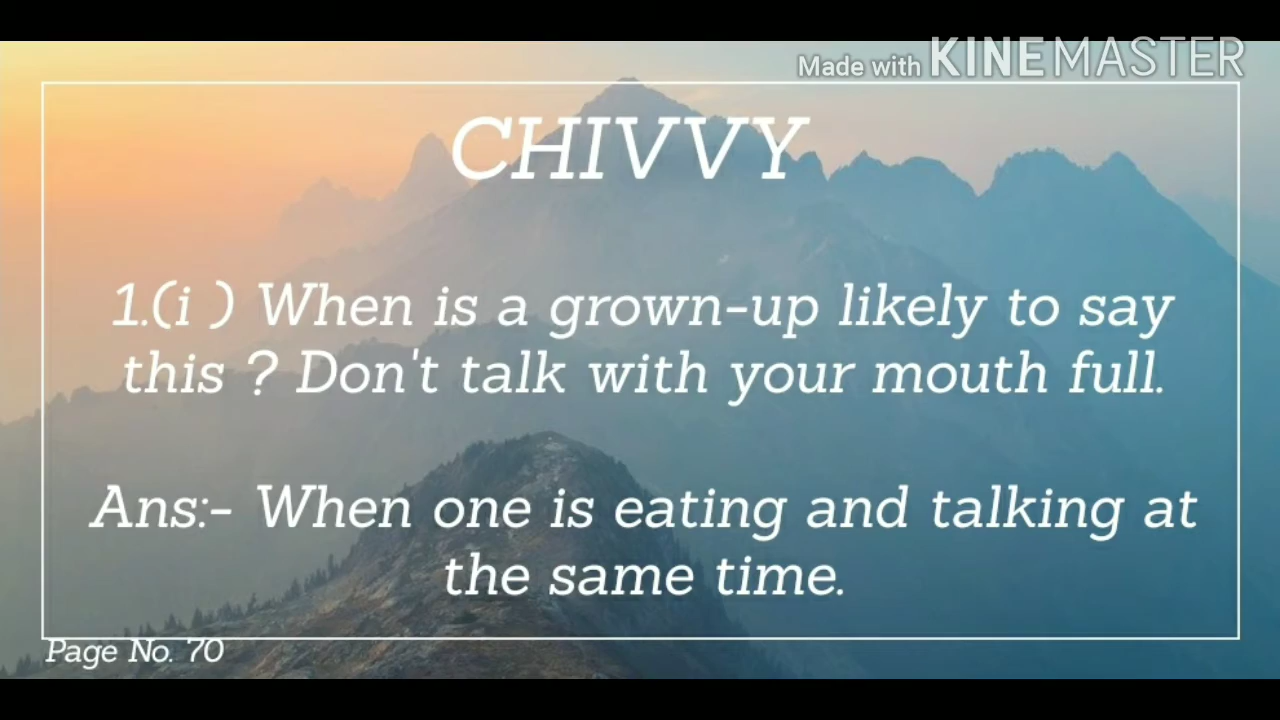 Made with KINEMASTER
CHIVVY
1.(i ) When is a grown-up likely to say
this ? Don't talk with your mouth full.
Ans:- When one is eating and talking at
the same time.
Page No. 70